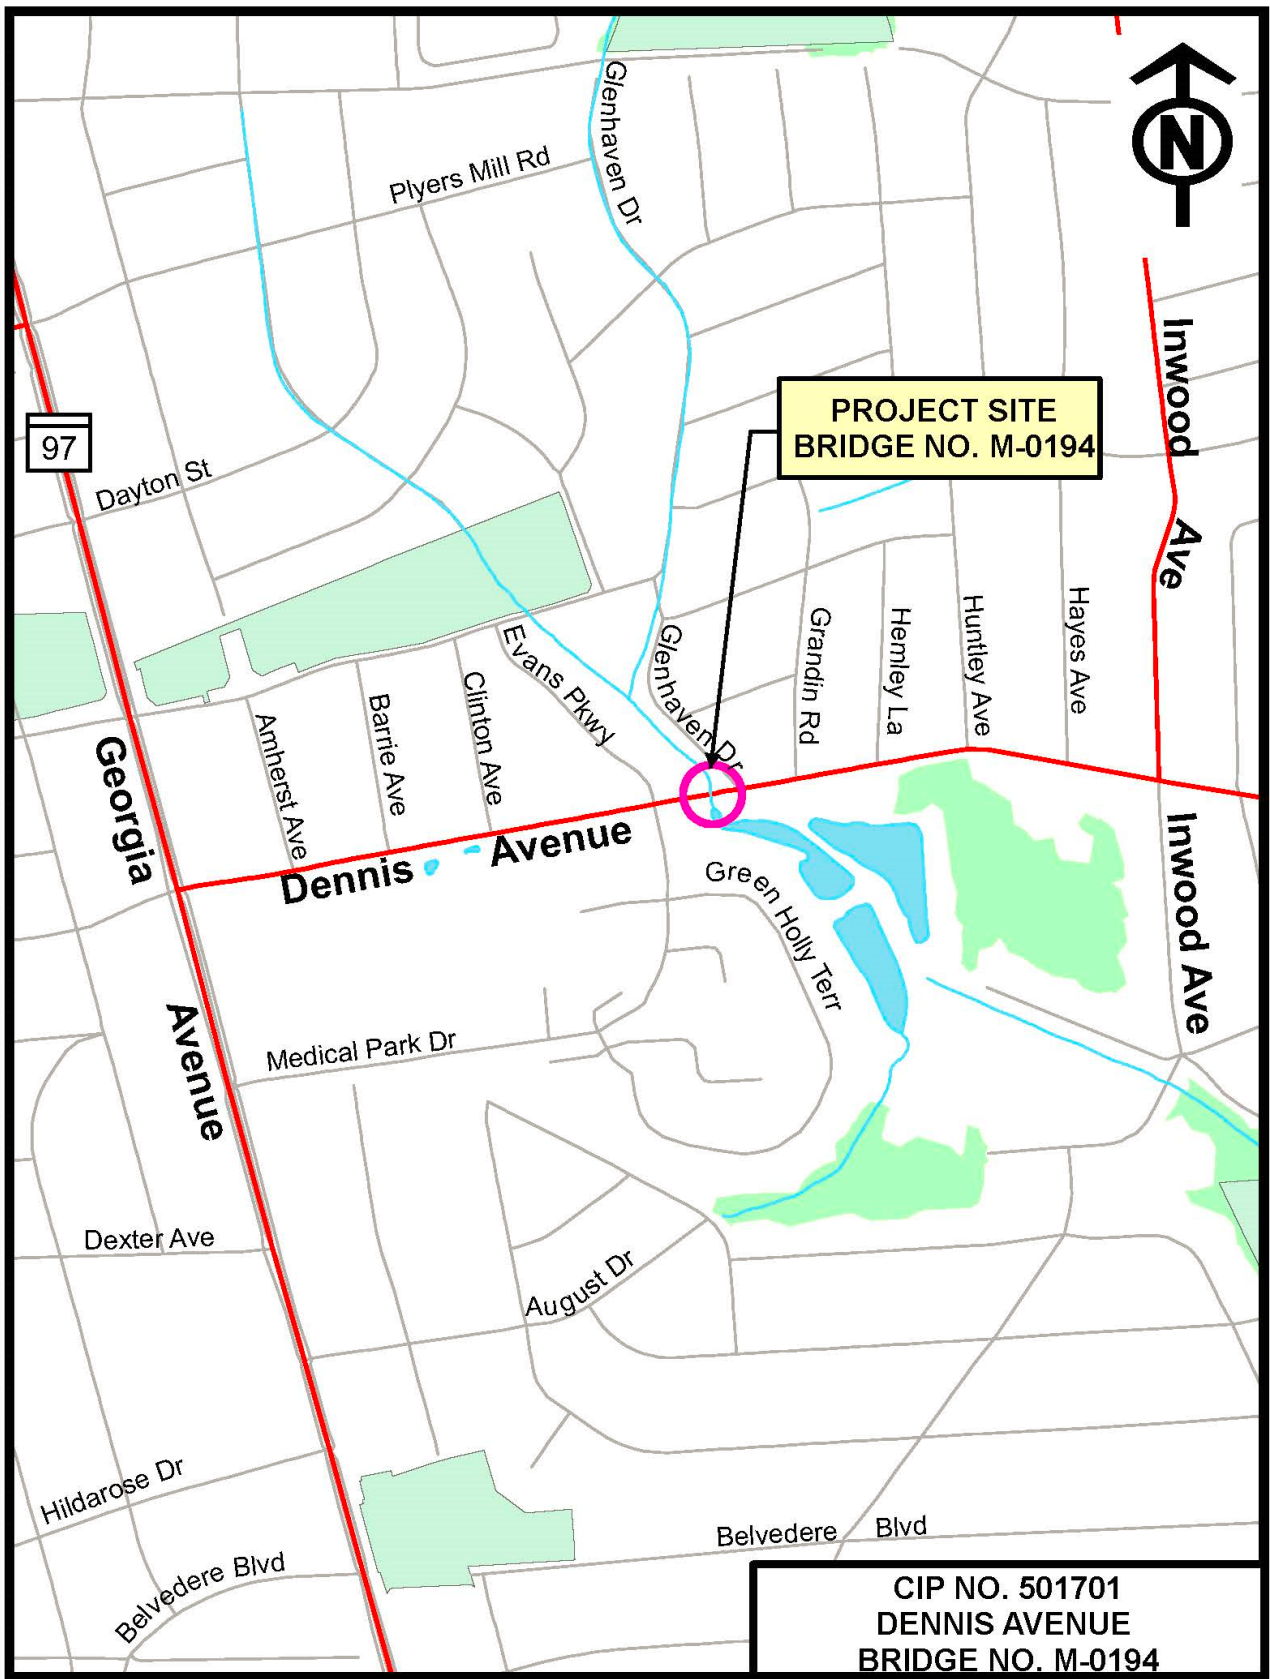 Glenhaven Dr
N
Plyers Mill Rd
Inwood Ave
PROJECT SITE
BRIDGE NO. M-0194
97
Dayton St
Grandin Rd
Hemley La
Huntley Ave
Hayes Ave
Evans Pkwy
Glenhaven Dr
Clinton Ave
Barrie Ave
Amherst Ave
Georgia Avenue
Dennis Avenue
Green Holly Terr
Inwood Ave
Medical Park Dr
Dexter Ave
August Dr
Hildarose Dr
Belvedere Blvd
Belvedere Blvd
CIP NO. 501701
DENNIS AVENUE
BRIDGE NO. M-0194